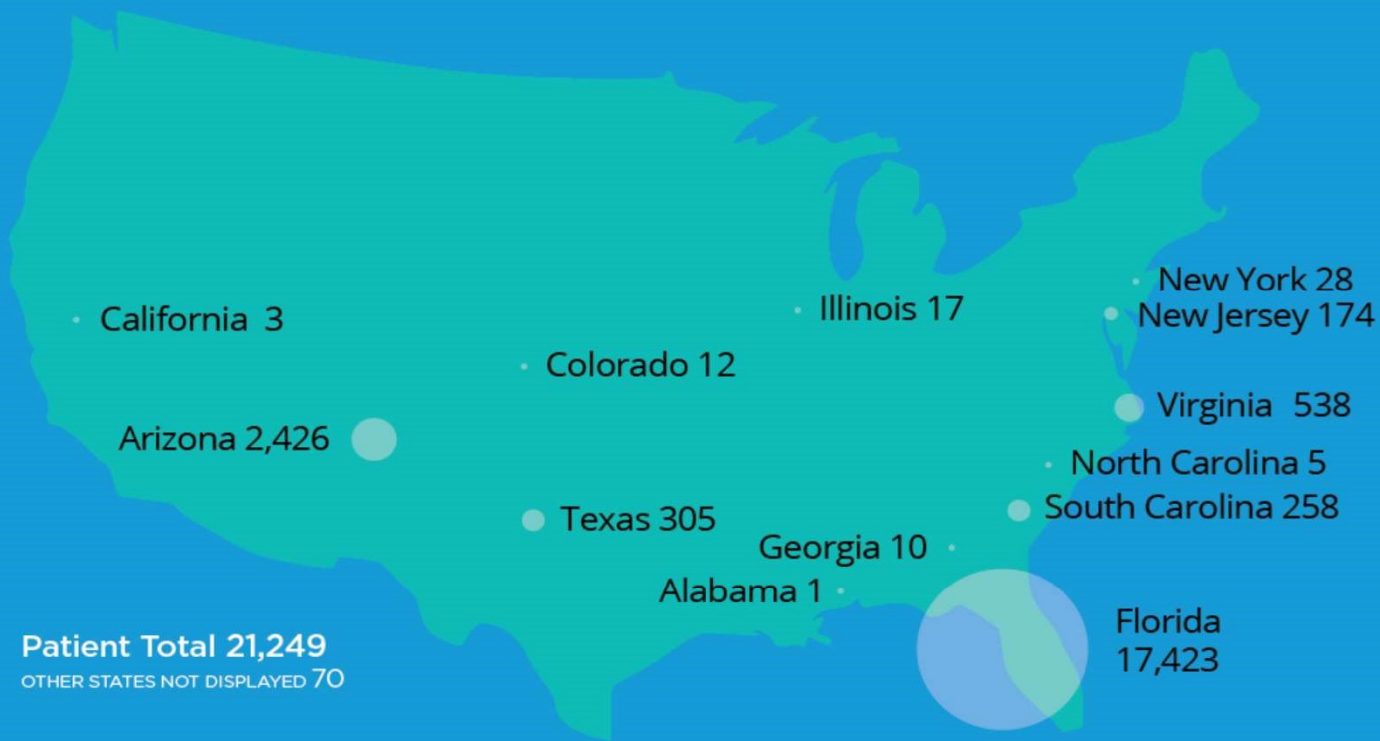 New York 28
New Jersey 174
California 3
Illinois 17
Colorado 12
Virginia 538
Arizona 2,426
North Carolina 5
South Carolina 258
Texas 305
Georgia 10
Alabama 1
Florida
17,423
Patient Total 21,249
OTHER STATES NOT DISPLAYED 70